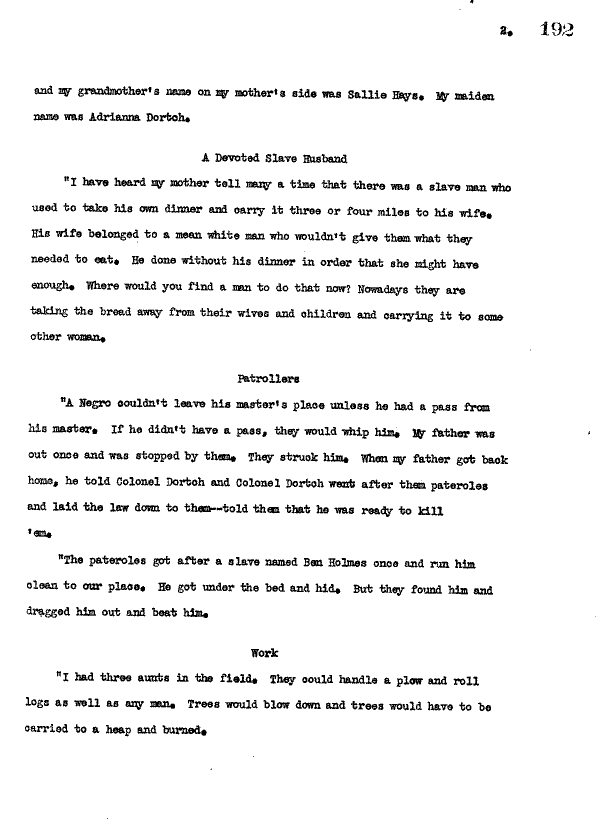 2. 192
and my grandmother's name on my mother's side was Sallie Hays. My maiden
name was Adrianna Dortch.
A Devoted Slave Husband
"I have heard my mother tell many a time that there was a slave man who
used to take his own dinner and carry it three or four miles to his wife.
His wife belonged to a mean white man who wouldn't give them what they
needed to eat. He done without his dinner in order that she might have
enough. Where would you find a man to do that now? Nowadays they are
taking the bread away from their wives and children and carrying it to some
other woman.
Patrollers
"A Negro couldn't leave his master's place unless he had a pass from
his master. If he didn't have a pass, they would whip him. My father was
out once and was stopped by them. They struck him. When my father got back
home, he told Colonel Dortch and Colonel Dortch went after them pateroles
and laid the law down to them--told them that he was ready to kill
'em.
"The pateroles got after a slave named Ben Holmes once and run him
clean to our place. He got under the bed and hid. But they found him and
dragged him out and beat him.
Work
"I had three aunts in the field. They could handle a plow and roll
logs as well as any man. Trees would blow down and trees would have to be
carried to a heap and burned.